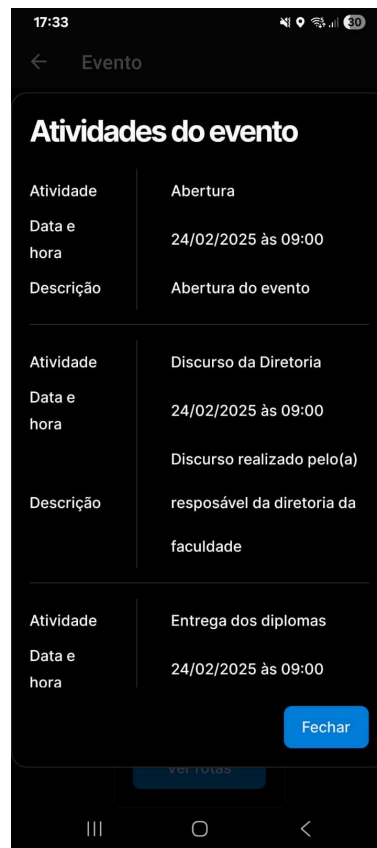 17:33
30
Evento
Atividades do evento
Atividade Abertura
Data e hora 24/02/2025 às 09:00
Descrição Abertura do evento
Atividade Discurso da Diretoria
Data e hora 24/02/2025 às 09:00
Descrição Discurso realizado pelo(a)
resposável da diretoria da
faculdade
Atividade Entrega dos diplomas
Data e hora 24/02/2025 às 09:00
Fechar
Ver rotas